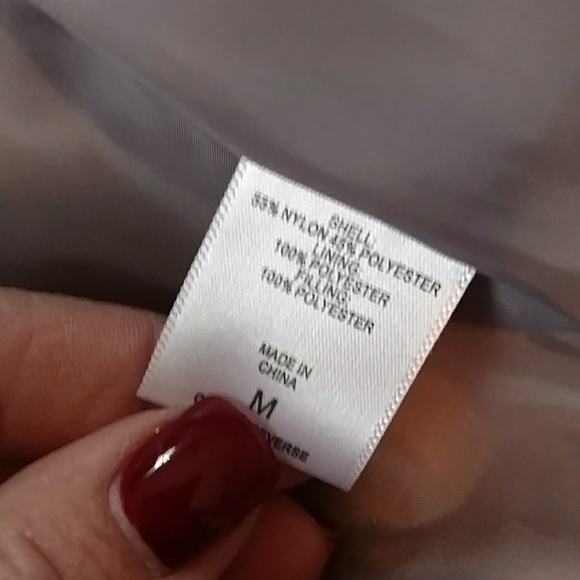 SHELL:
55% NYLON 45% POLYESTER
LINING:
100% POLYESTER
FILLING:
100% POLYESTER
MADE IN
CHINA
M